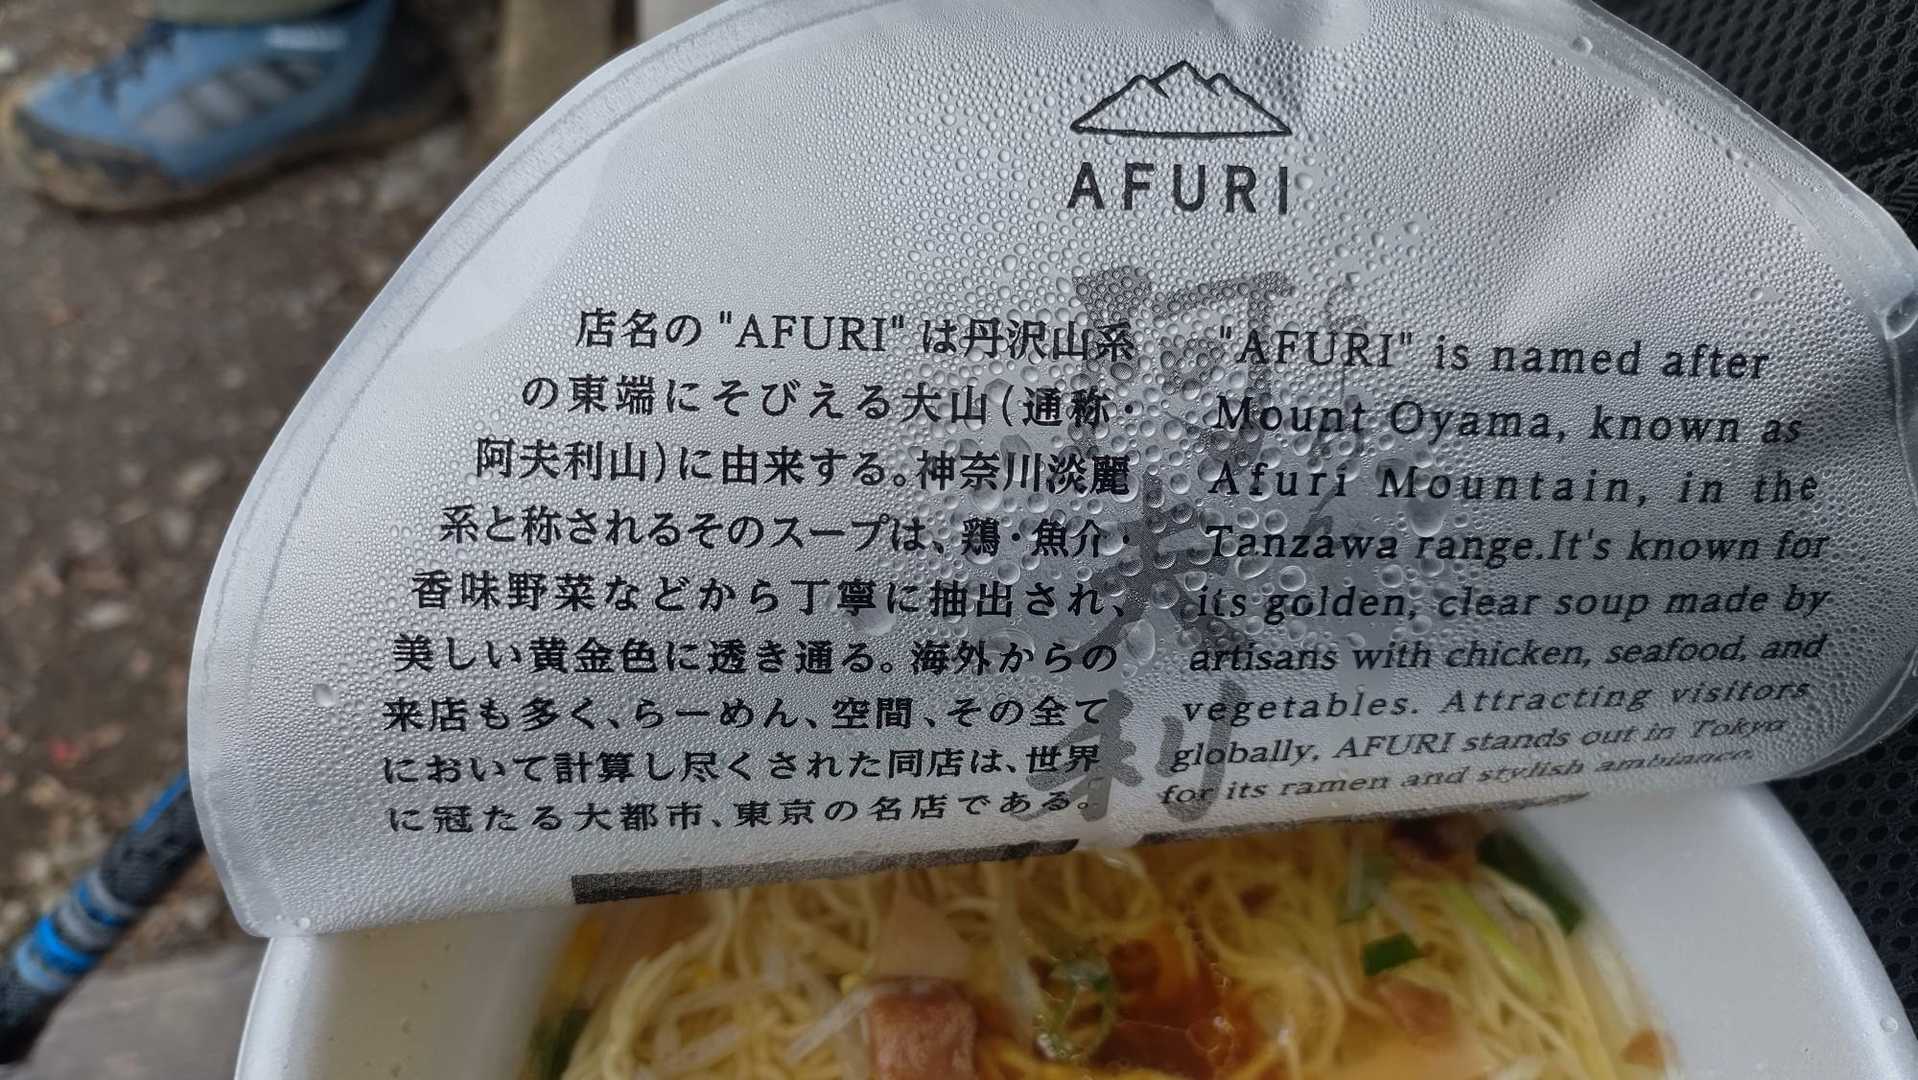 AFURI
店名の"AFURI"は丹沢山系
の東端にそびえる大山(通称・
阿夫利山)に由来する。神奈川淡麗
系と称されるそのスープは、鶏・魚介・
香味野菜などから丁寧に抽出され、
美しい黄金色に透き通る。海外からの
来店も多く、らーめん、空間、その全て
において計算し尽くされた同店は、世界
に冠たる大都市、東京の名店である。
"AFURI" is named after
Mount Oyama, known as
Afuri Mountain, in the
Tanzawa range.It's known for
its golden, clear soup made by
artisans with chicken, seafood, and
vegetables. Attracting visitors
globally, AFURI stands out in Tokyo
for its ramen and stylish ambiance.
阿夫利